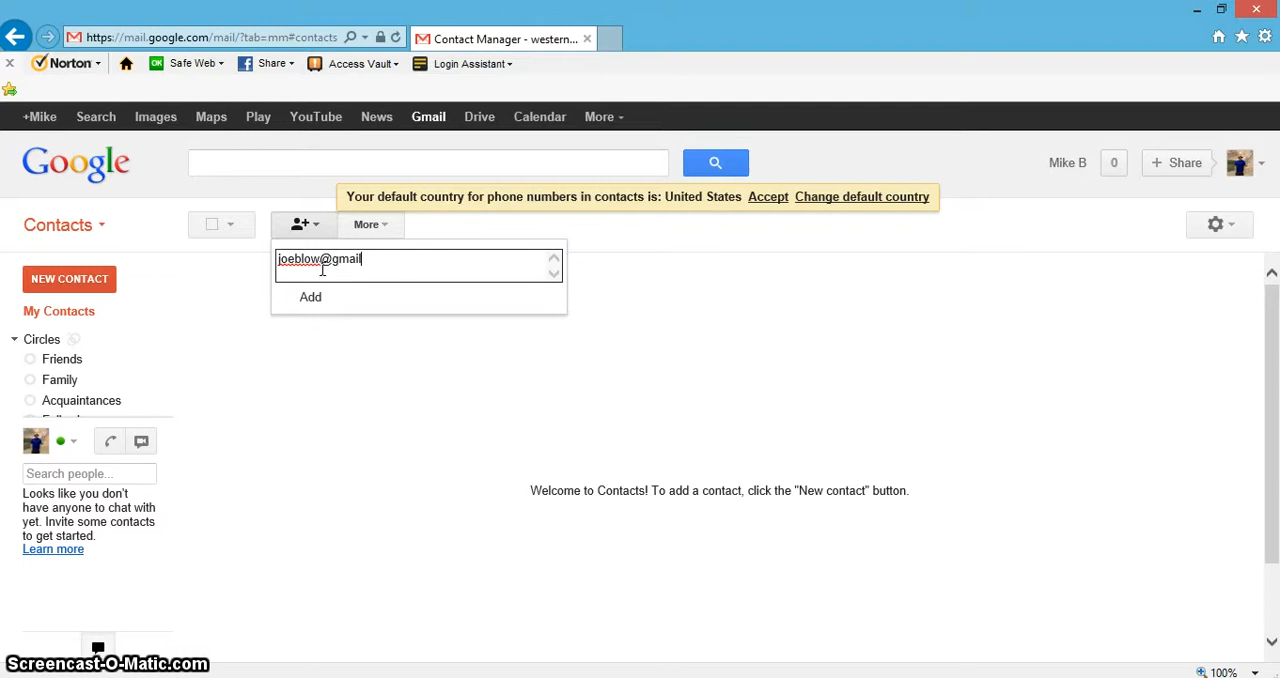 https://mail.google.com/mail/?tab=mm#contacts
Contact Manager - western...
Norton
OK Safe Web
Share
Access Vault
Login Assistant
+Mike Search Images Maps Play YouTube News Gmail Drive Calendar More
Google
Mike B 0 + Share
Your default country for phone numbers in contacts is: United States Accept Change default country
Contacts
More
joeblow@gmail
Add
NEW CONTACT
My Contacts
Circles
Friends
Family
Acquaintances
Search people...
Looks like you don't
have anyone to chat with
yet. Invite some contacts
to get started.
Learn more
Welcome to Contacts! To add a contact, click the "New contact" button.
Screencast-O-Matic.com
100%